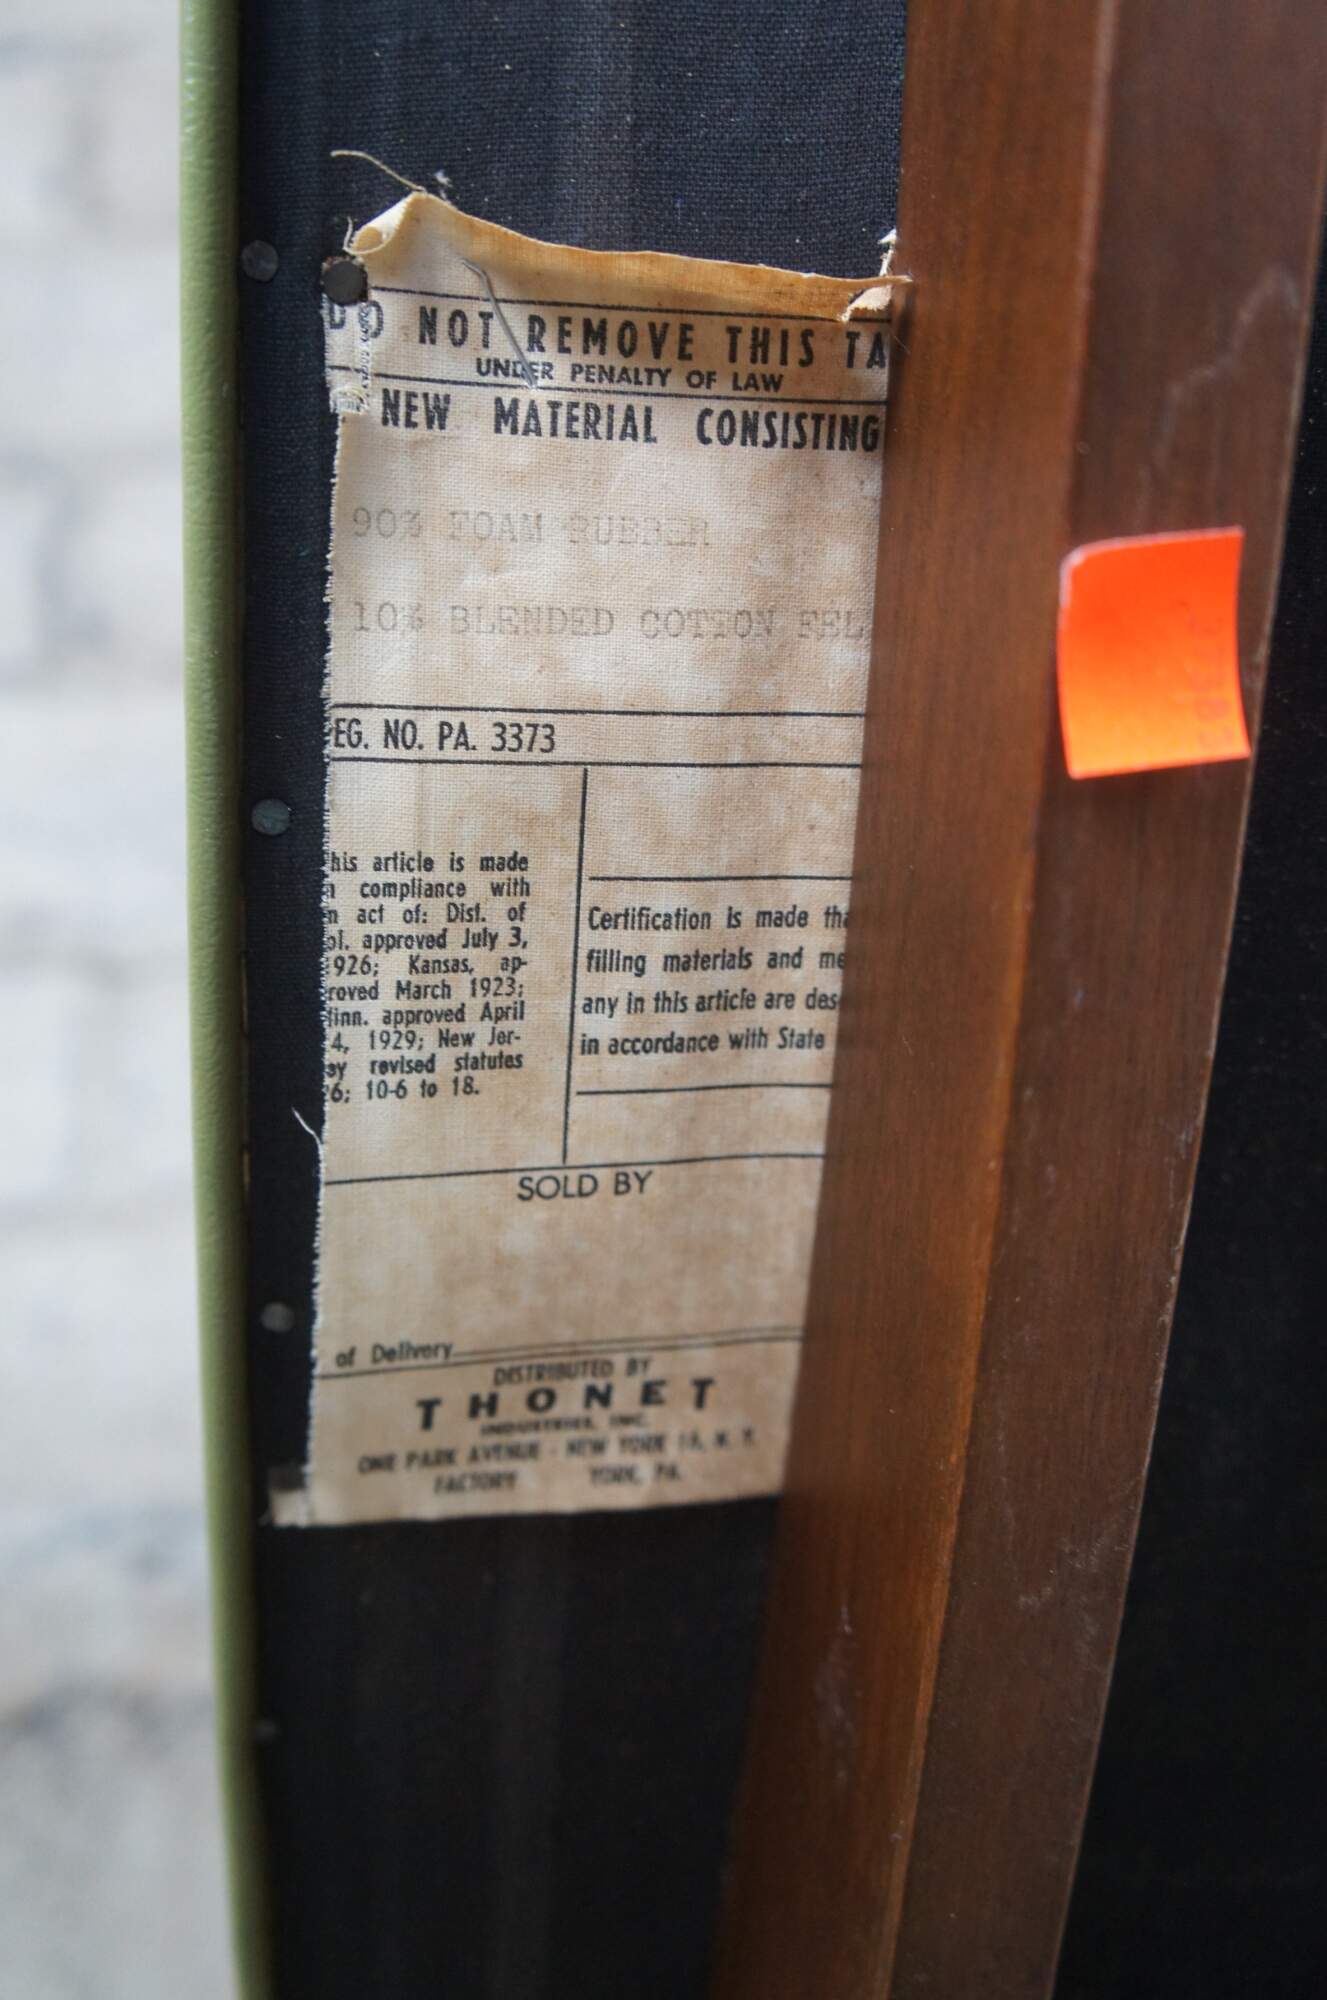 DO NOT REMOVE THIS TA
UNDER PENALTY OF LAW
NEW MATERIAL CONSISTING
90% FOAM RUBBER
10% BLENDED COTTON FEL
EG. NO. PA. 3373
his article is made
n compliance with
n act of: Dist. of
ol. approved July 3,
926; Kansas, ap-
roved March 1923;
inn. approved April
4, 1929; New Jer-
ey revised statutes
6; 10-6 to 18.
Certification is made tha
filling materials and me
any in this article are des
in accordance with State
SOLD BY
of Delivery
DISTRIBUTED BY
THONET
INDUSTRIES, INC.
ONE PARK AVENUE - NEW YORK 16, N. Y.
FACTORY YORK, PA.